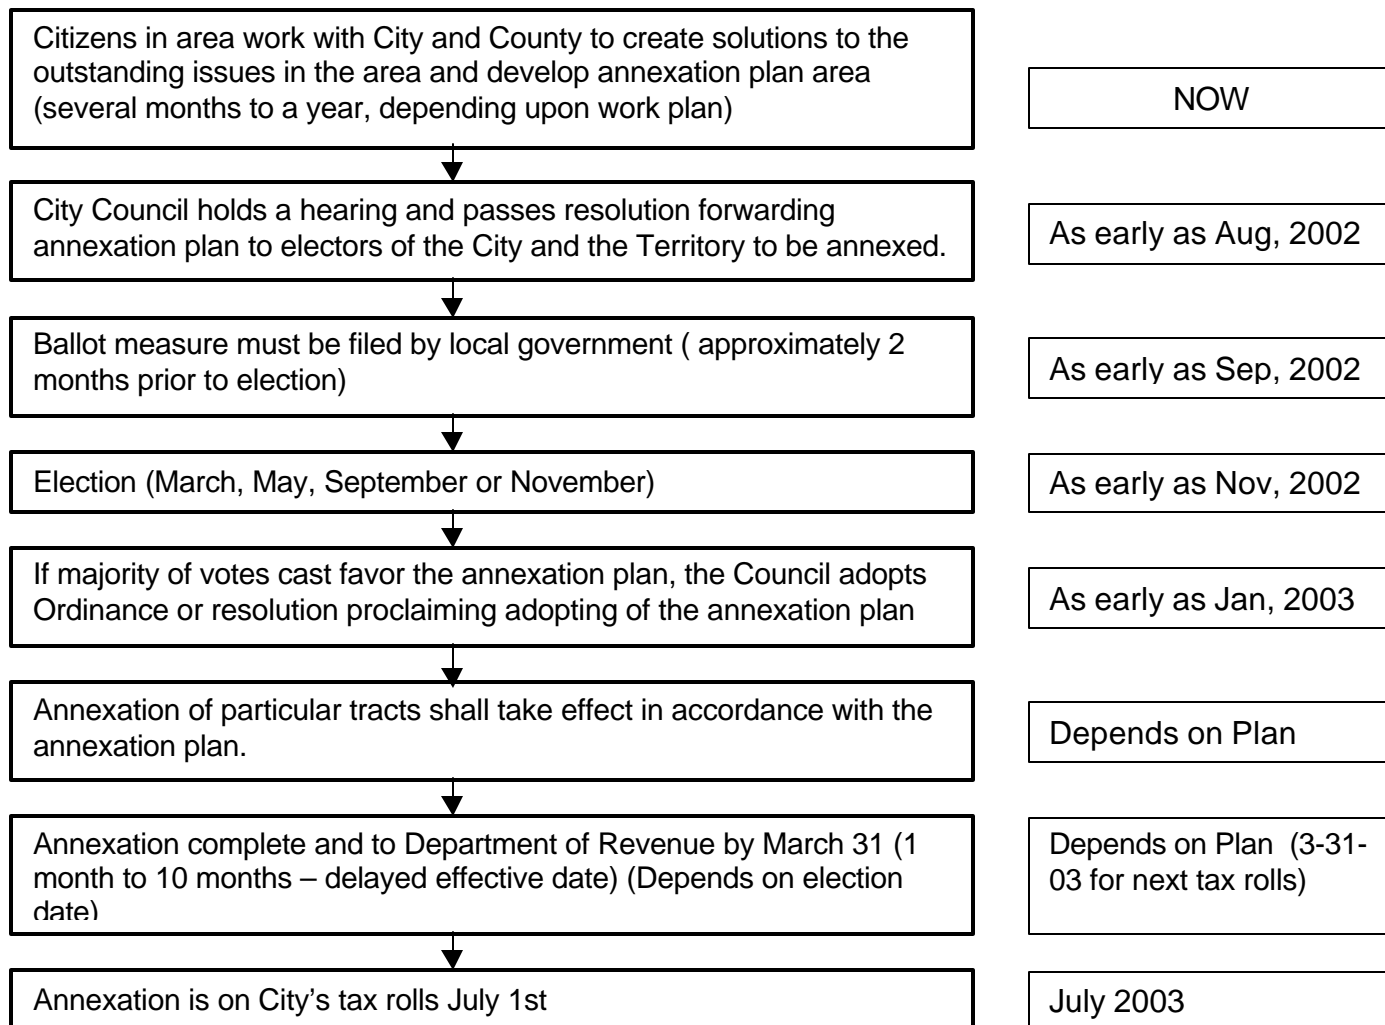 Citizens in area work with City and County to create solutions to the
outstanding issues in the area and develop annexation plan area
(several months to a year, depending upon work plan)
NOW
City Council holds a hearing and passes resolution forwarding
annexation plan to electors of the City and the Territory to be annexed.
As early as Aug, 2002
Ballot measure must be filed by local government ( approximately 2
months prior to election)
As early as Sep, 2002
Election (March, May, September or November)
As early as Nov, 2002
If majority of votes cast favor the annexation plan, the Council adopts
Ordinance or resolution proclaiming adopting of the annexation plan
As early as Jan, 2003
Annexation of particular tracts shall take effect in accordance with the
annexation plan.
Depends on Plan
Annexation complete and to Department of Revenue by March 31 (1
month to 10 months – delayed effective date) (Depends on election
date)
Depends on Plan (3-31-
03 for next tax rolls)
Annexation is on City's tax rolls July 1st
July 2003